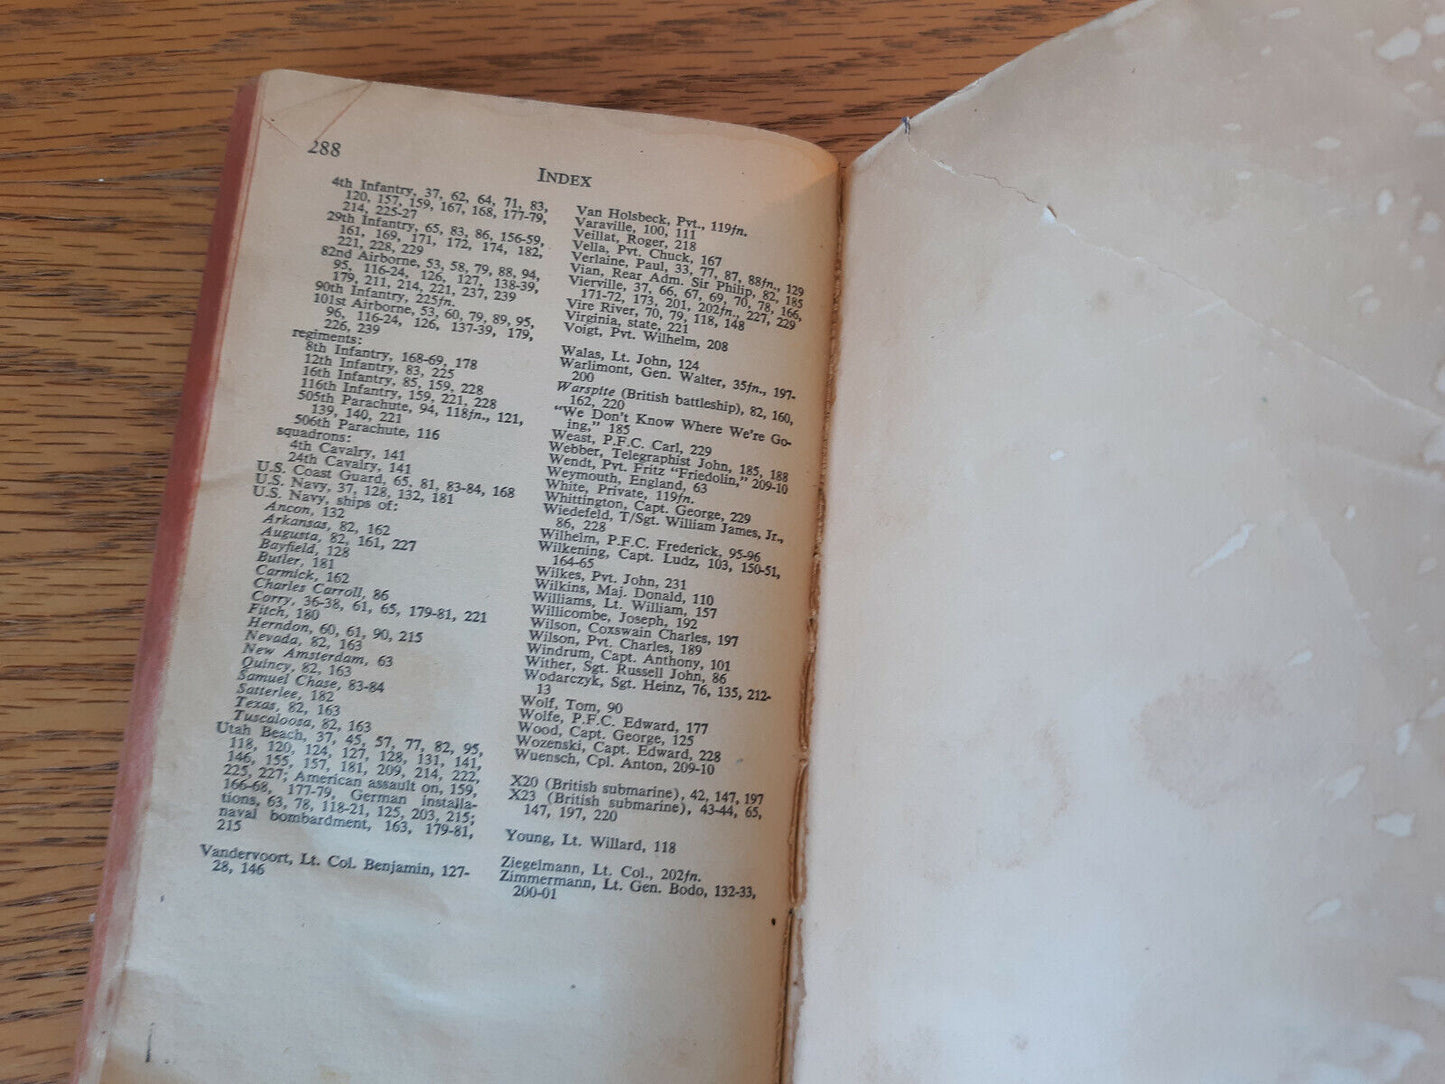 288
INDEX
4th Infantry, 37, 62, 64, 71, 83,
120, 157, 159, 167, 168, 177-79,
214, 225-27
29th Infantry, 65, 83, 86, 156-59,
161, 169, 171, 172, 174, 182,
221, 228, 229
82nd Airborne, 53, 58, 79, 88, 94,
95, 116-24, 126, 127, 138-39,
179, 211, 214, 221, 237, 239
90th Infantry, 225fn.
101st Airborne, 53, 60, 79, 89, 95,
96, 116-24, 126, 137-39, 179,
226, 239
regiments:
8th Infantry, 168-69, 178
12th Infantry, 83, 225
16th Infantry, 85, 159, 228
116th Infantry, 159, 221, 228
505th Parachute, 94, 118fn., 121,
139, 140, 221
506th Parachute, 116
squadrons:
4th Cavalry, 141
24th Cavalry, 141
U.S. Coast Guard, 65, 81, 83-84, 168
U.S. Navy, 37, 128, 132, 181
U.S. Navy, ships of:
Ancon, 132
Arkansas, 82, 162
Augusta, 82, 161, 227
Bayfield, 128
Butler, 181
Carmick, 162
Charles Carroll, 86
Corry, 36-38, 61, 65, 179-81, 221
Fitch, 180
Herndon, 60, 61, 90, 215
Nevada, 82, 163
New Amsterdam, 63
Quincy, 82, 163
Samuel Chase, 83-84
Satterlee, 182
Texas, 82, 163
Tuscaloosa, 82, 163
Utah Beach, 37, 45, 57, 77, 82, 95,
118, 120, 124, 127, 128, 131, 141,
146, 155, 157, 181, 209, 214, 222,
225, 227; American assault on, 159,
166-68, 177-79, German installa-
tions, 63, 78, 118-21, 125, 203, 215;
naval bombardment, 163, 179-81,
215
Vandervoort, Lt. Col. Benjamin, 127-
28, 146
Van Holsbeck, Pvt., 119fn.
Varaville, 100, 111
Veillat, Roger, 218
Vella, Pvt. Chuck, 167
Verlaine, Paul, 33, 77, 87, 88fn., 129
Vian, Rear Adm. Sir Philip, 82, 185
Vierville, 37, 66, 67, 69, 70, 78, 166,
171-72, 173, 201, 202fn., 227, 229
Vire River, 70, 79, 118, 148
Virginia, state, 221
Voigt, Pvt. Wilhelm, 208
Walas, Lt. John, 124
Warlimont, Gen. Walter, 35fn., 197-
200
Warspite (British battleship), 82, 160,
162, 220
"We Don't Know Where We're Go-
ing," 185
Weast, P.F.C. Carl, 229
Webber, Telegraphist John, 185, 188
Wendt, Pvt. Fritz "Friedolin," 209-10
Weymouth, England, 63
White, Private, 119fn.
Whittington, Capt. George, 229
Wiedefeld, T/Sgt. William James, Jr.,
86, 228
Wilhelm, P.F.C. Frederick, 95-96
Wilkening, Capt. Ludz, 103, 150-51,
164-65
Wilkes, Pvt. John, 231
Wilkins, Maj. Donald, 110
Williams, Lt. William, 157
Willicombe, Joseph, 192
Wilson, Coxswain Charles, 197
Wilson, Pvt. Charles, 189
Windrum, Capt. Anthony, 101
Wither, Sgt. Russell John, 86
Wodarczyk, Sgt. Heinz, 76, 135, 212-
13
Wolf, Tom, 90
Wolfe, P.F.C. Edward, 177
Wood, Capt. George, 125
Wozenski, Capt. Edward, 228
Wuensch, Cpl. Anton, 209-10
X20 (British submarine), 42, 147, 197
X23 (British submarine), 43-44, 65,
147, 197, 220
Young, Lt. Willard, 118
Ziegelmann, Lt. Col., 202fn.
Zimmermann, Lt. Gen. Bodo, 132-33,
200-01